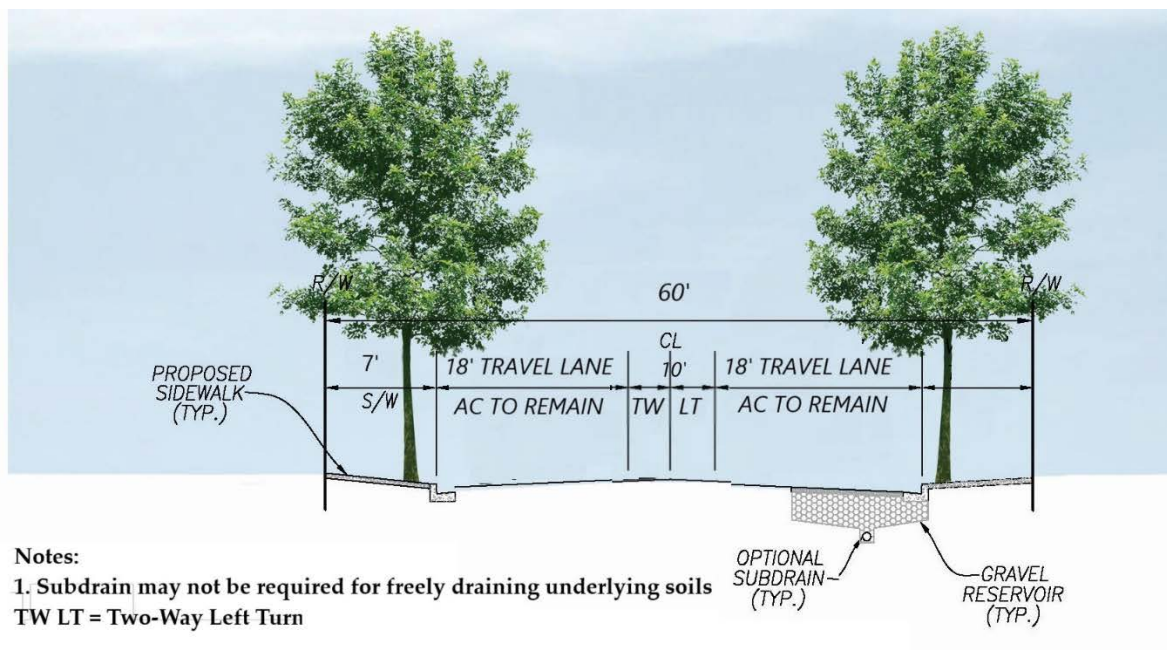 R/W
R/W
60'
CL
7'
18' TRAVEL LANE
10'
18' TRAVEL LANE
PROPOSED
SIDEWALK
(TYP.)
S/W
AC TO REMAIN
TW
LT
AC TO REMAIN
OPTIONAL
SUBDRAIN
(TYP.)
GRAVEL
RESERVOIR
(TYP.)
Notes:
1. Subdrain may not be required for freely draining underlying soils
TW LT = Two-Way Left Turn